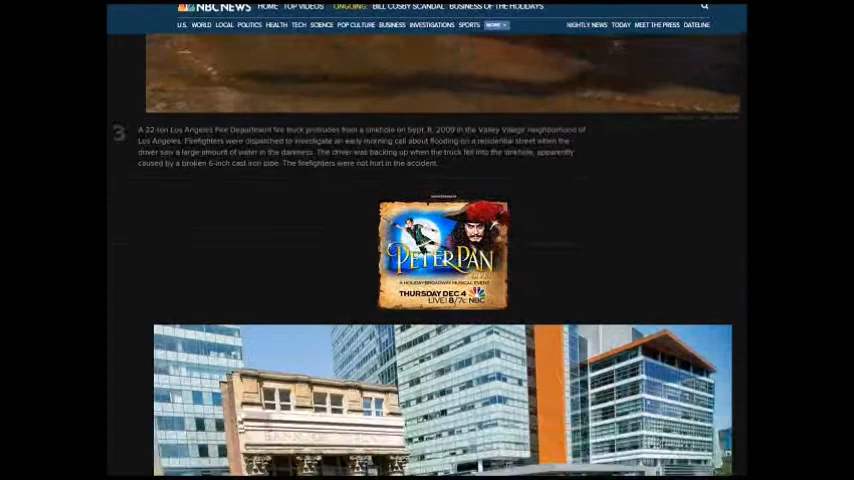 NBC NEWS HOME TOP VIDEOS ONGOING: BILL COSBY SCANDAL BUSINESS OF THE HOLIDAYS
U.S. WORLD LOCAL POLITICS HEALTH TECH SCIENCE POP CULTURE BUSINESS INVESTIGATIONS SPORTS MORE NIGHTLY NEWS TODAY MEET THE PRESS DATELINE
3
A 22-ton Los Angeles Fire Department fire truck protrudes from a sinkhole on Sept. 8, 2009 in the Valley Village neighborhood of
Los Angeles. Firefighters were dispatched to investigate an early morning call about flooding on a residential street when the
driver saw a large amount of water in the darkness. The driver was backing up when the truck fell into the sinkhole, apparently
caused by a broken 6-inch cast iron pipe. The firefighters were not hurt in the accident.
PETER PAN
LIVE!
A HOLIDAY BROADWAY MUSICAL EVENT
THURSDAY DEC 4
LIVE! 8/7c NBC